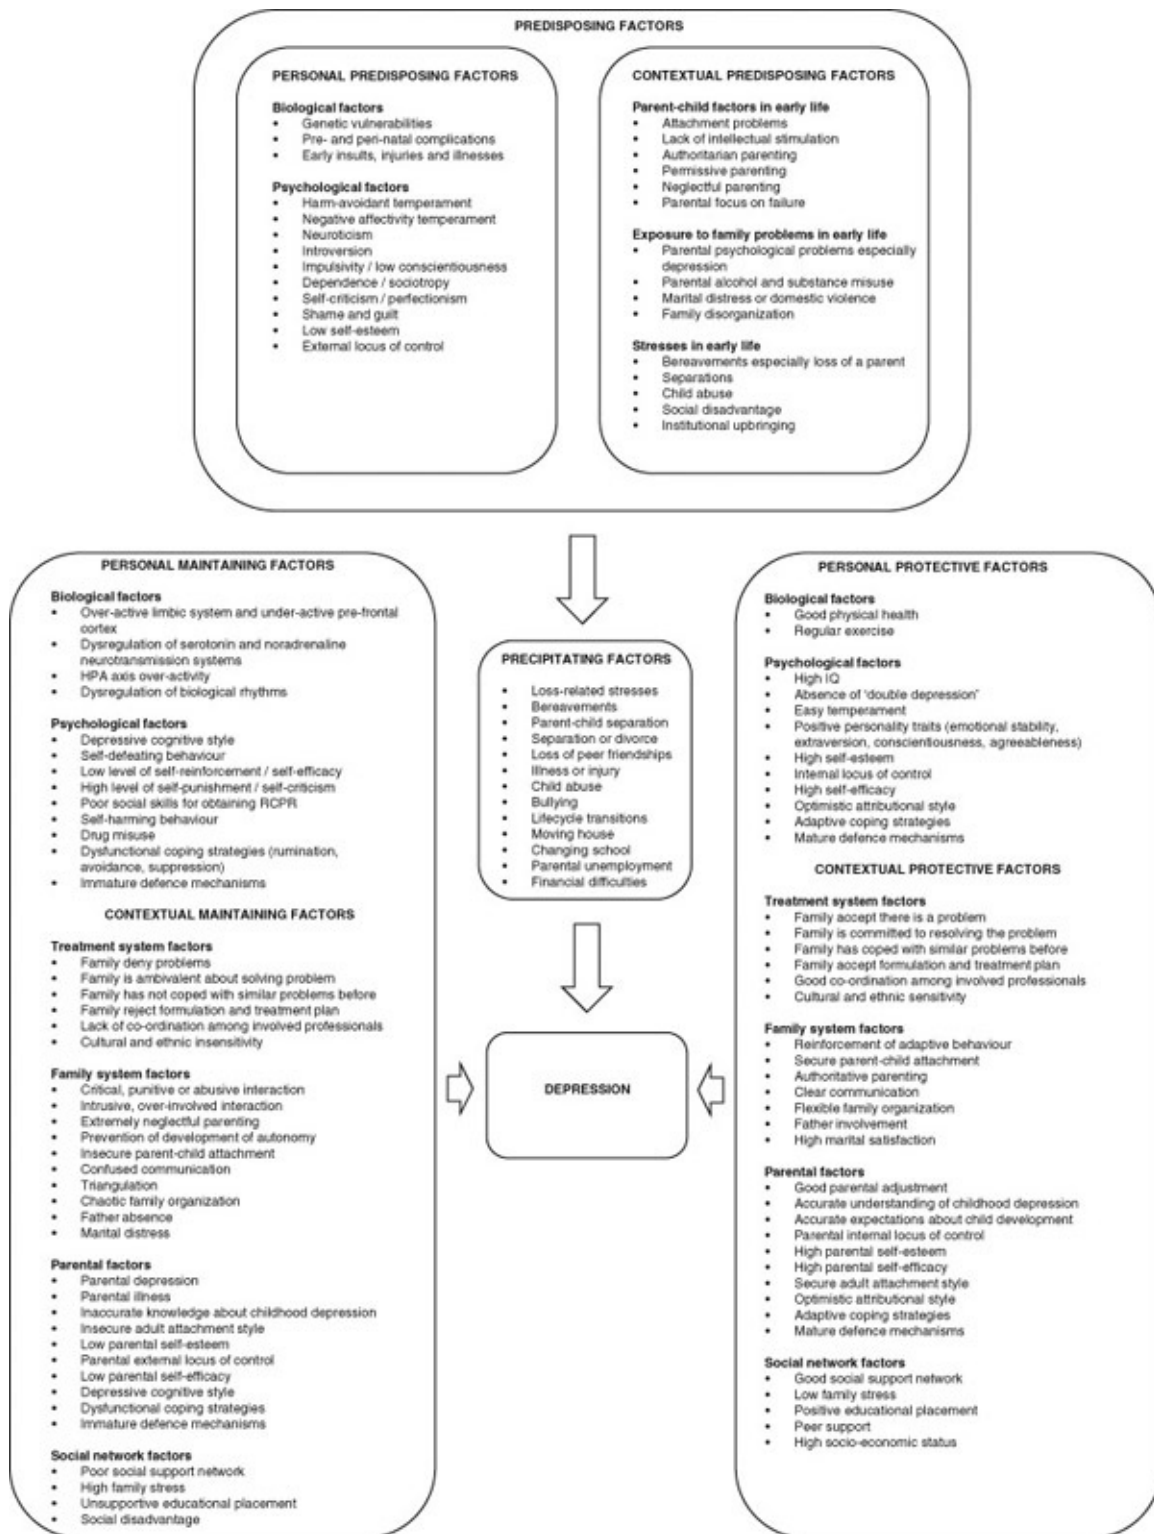 PREDISPOSING FACTORS
PERSONAL PREDISPOSING FACTORS
Biological factors
• Genetic vulnerabilities
• Pre- and peri-natal complications
• Early insults, injuries and illnesses
Psychological factors
• Harm-avoidant temperament
• Negative affectivity temperament
• Neuroticism
• Introversion
• Impulsivity / low conscientiousness
• Dependence / sociotropy
• Self-criticism / perfectionism
• Shame and guilt
• Low self-esteem
• External locus of control
CONTEXTUAL PREDISPOSING FACTORS
Parent-child factors in early life
• Attachment problems
• Lack of intellectual stimulation
• Authoritarian parenting
• Permissive parenting
• Neglectful parenting
• Parental focus on failure
Exposure to family problems in early life
• Parental psychological problems especially
depression
• Parental alcohol and substance misuse
• Marital distress or domestic violence
• Family disorganization
Stresses in early life
• Bereavements especially loss of a parent
• Separations
• Child abuse
• Social disadvantage
• Institutional upbringing
PERSONAL MAINTAINING FACTORS
Biological factors
• Over-active limbic system and under-active pre-frontal
cortex
• Dysregulation of serotonin and noradrenaline
neurotransmission systems
• HPA axis over-activity
• Dysregulation of biological rhythms
Psychological factors
• Depressive cognitive style
• Self-defeating behaviour
• Low level of self-reinforcement / self-efficacy
• High level of self-punishment / self-criticism
• Poor social skills for obtaining RCPR
• Self-harming behaviour
• Drug misuse
• Dysfunctional coping strategies (rumination,
avoidance, suppression)
• Immature defence mechanisms
CONTEXTUAL MAINTAINING FACTORS
Treatment system factors
• Family deny problems
• Family is ambivalent about solving problem
• Family has not coped with similar problems before
• Family reject formulation and treatment plan
• Lack of co-ordination among involved professionals
• Cultural and ethnic insensitivity
Family system factors
• Critical, punitive or abusive interaction
• Intrusive, over-involved interaction
• Extremely neglectful parenting
• Prevention of development of autonomy
• Insecure parent-child attachment
• Confused communication
• Triangulation
• Chaotic family organization
• Father absence
• Marital distress
Parental factors
• Parental depression
• Parental illness
• Inaccurate knowledge about childhood depression
• Insecure adult attachment style
• Low parental self-esteem
• Parental external locus of control
• Low parental self-efficacy
• Depressive cognitive style
• Dysfunctional coping strategies
• Immature defence mechanisms
Social network factors
• Poor social support network
• High family stress
• Unsupportive educational placement
• Social disadvantage
PRECIPITATING FACTORS
• Loss-related stresses
• Bereavements
• Parent-child separation
• Separation or divorce
• Loss of peer friendships
• Illness or injury
• Child abuse
• Bullying
• Lifecycle transitions
• Moving house
• Changing school
• Parental unemployment
• Financial difficulties
DEPRESSION
PERSONAL PROTECTIVE FACTORS
Biological factors
• Good physical health
• Regular exercise
Psychological factors
• High IQ
• Absence of 'double depression'
• Easy temperament
• Positive personality traits (emotional stability,
extraversion, conscientiousness, agreeableness)
• High self-esteem
• Internal locus of control
• High self-efficacy
• Optimistic attributional style
• Adaptive coping strategies
• Mature defence mechanisms
CONTEXTUAL PROTECTIVE FACTORS
Treatment system factors
• Family accept there is a problem
• Family is committed to resolving the problem
• Family has coped with similar problems before
• Family accept formulation and treatment plan
• Good co-ordination among involved professionals
• Cultural and ethnic sensitivity
Family system factors
• Reinforcement of adaptive behaviour
• Secure parent-child attachment
• Authoritative parenting
• Clear communication
• Flexible family organization
• Father involvement
• High marital satisfaction
Parental factors
• Good parental adjustment
• Accurate understanding of childhood depression
• Accurate expectations about child development
• Parental internal locus of control
• High parental self-esteem
• High parental self-efficacy
• Secure adult attachment style
• Optimistic attributional style
• Adaptive coping strategies
• Mature defence mechanisms
Social network factors
• Good social support network
• Low family stress
• Positive educational placement
• Peer support
• High socio-economic status